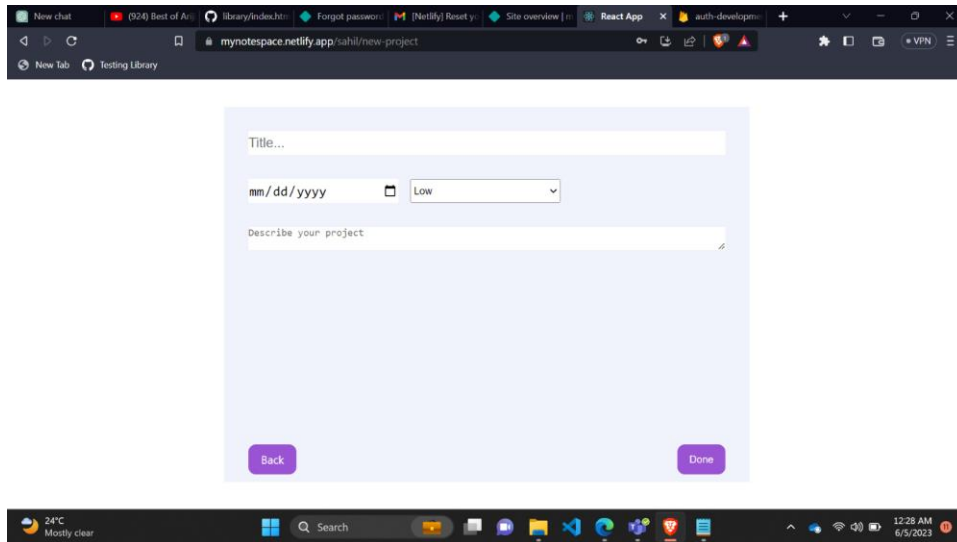 New chat
(924) Best of Arij
library/index.htm
Forgot password
[Netlify] Reset yo
Site overview | m
React App
auth-developme
mynotespace.netlify.app/sahil/new-project
VPN
New Tab
Testing Library
Title...
mm/dd/yyyy
Low
Describe your project
Back
Done
24°C
Mostly clear
Search
12:28 AM
6/5/2023
11